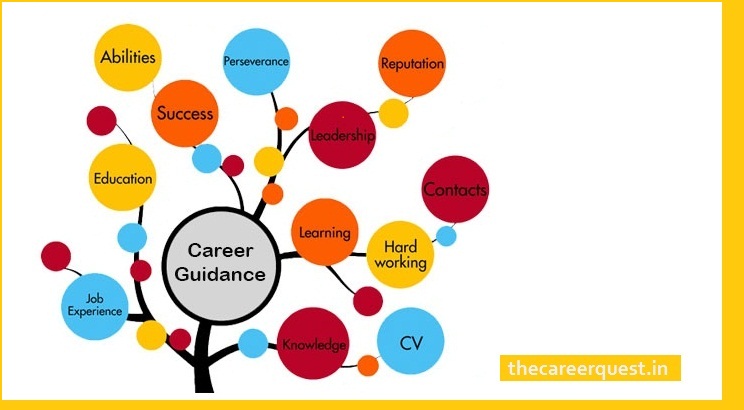 Abilities
Perseverance
Reputation
Success
Leadership
Education
Contacts
Learning
Hard
working
Career
Guidance
Job
Experience
Knowledge
CV
thecareerquest.in